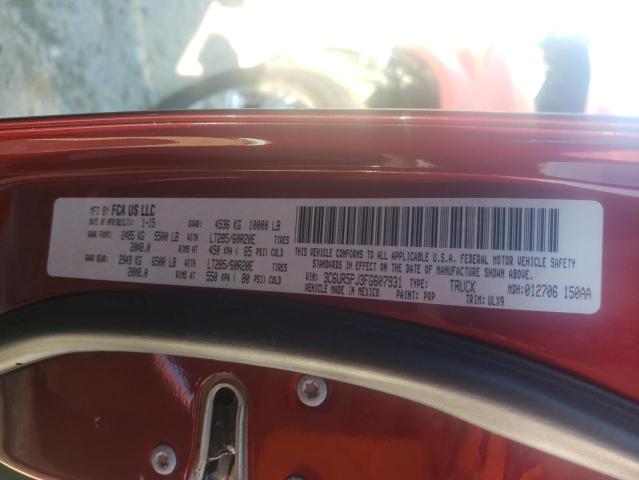 MFD BY FCA US LLC
DATE OF MFR/BUILT: 1-15 GVWR: 4536 KG 10000 LB
GAWR FRONT: 2495 KG 5500 LB LT285/60R20E TIRES
20X8.0 RIMS AT 450 KPA ( 65 PSI) COLD
GAWR REAR: 2949 KG 6500 LB LT285/60R20E TIRES
20X8.0 RIMS AT 550 KPA ( 80 PSI) COLD
THIS VEHICLE CONFORMS TO ALL APPLICABLE U.S.A. FEDERAL MOTOR VEHICLE SAFETY
STANDARDS IN EFFECT ON THE DATE OF MANUFACTURE SHOWN ABOVE.
VIN: 3C6UR5PJ3FG607931 TYPE: TRUCK MDH: 012706 150AA
VEHICLE MADE IN MEXICO PAINT: PRP TRIM: ULX9